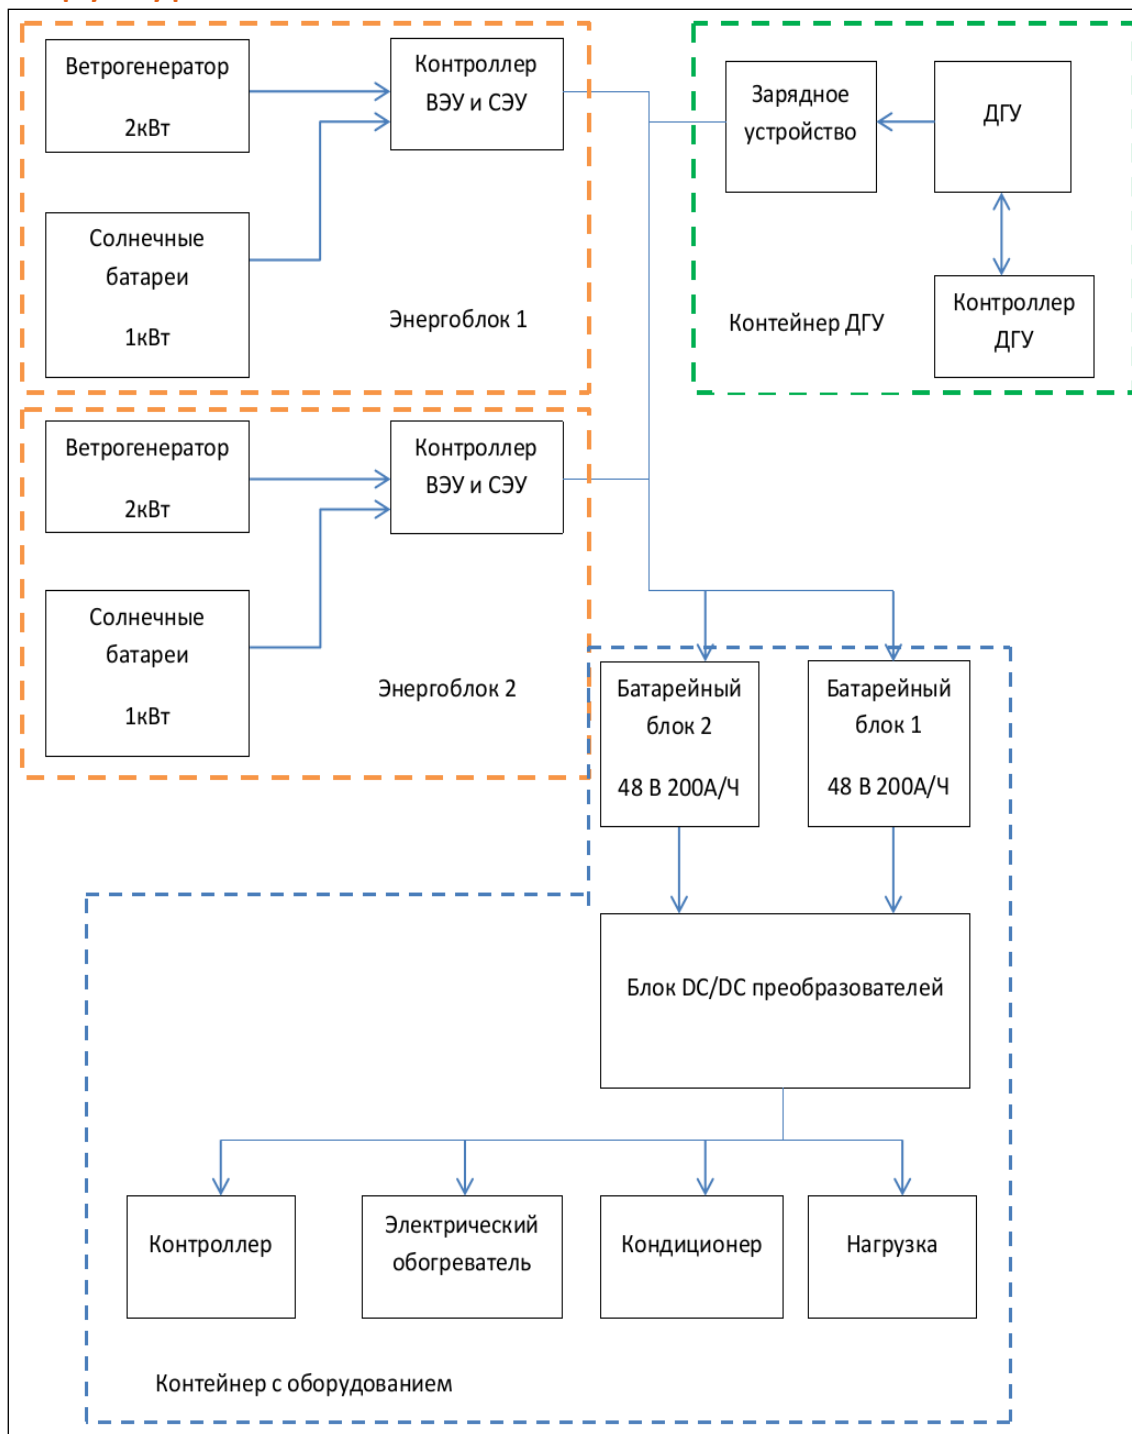 Ветрогенератор
2кВт
Контроллер
ВЭУ и СЭУ
Солнечные
батареи
1кВт
Энергоблок 1
Зарядное
устройство
ДГУ
Контроллер
ДГУ
Контейнер ДГУ
Ветрогенератор
2кВт
Контроллер
ВЭУ и СЭУ
Солнечные
батареи
1кВт
Энергоблок 2
Батарейный
блок 2
48 В 200А/Ч
Батарейный
блок 1
48 В 200А/Ч
Блок DC/DC преобразователей
Контроллер
Электрический
обогреватель
Кондиционер
Нагрузка
Контейнер с оборудованием